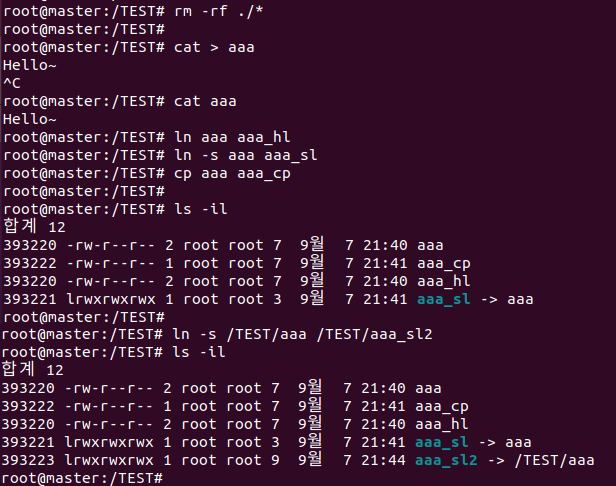 root@master:/TEST# rm -rf ./*
root@master:/TEST#
root@master:/TEST# cat > aaa
Hello~
^C
root@master:/TEST# cat aaa
Hello~
root@master:/TEST# ln aaa aaa_hl
root@master:/TEST# ln -s aaa aaa_sl
root@master:/TEST# cp aaa aaa_cp
root@master:/TEST#
root@master:/TEST# ls -il
합계 12
393220 -rw-r--r-- 2 root root 7  9월  7 21:40 aaa
393222 -rw-r--r-- 1 root root 7  9월  7 21:41 aaa_cp
393220 -rw-r--r-- 2 root root 7  9월  7 21:40 aaa_hl
393221 lrwxrwxrwx 1 root root 3  9월  7 21:41 aaa_sl -> aaa
root@master:/TEST#
root@master:/TEST# ln -s /TEST/aaa /TEST/aaa_sl2
root@master:/TEST# ls -il
합계 12
393220 -rw-r--r-- 2 root root 7  9월  7 21:40 aaa
393222 -rw-r--r-- 1 root root 7  9월  7 21:41 aaa_cp
393220 -rw-r--r-- 2 root root 7  9월  7 21:40 aaa_hl
393221 lrwxrwxrwx 1 root root 3  9월  7 21:41 aaa_sl -> aaa
393223 lrwxrwxrwx 1 root root 9  9월  7 21:44 aaa_sl2 -> /TEST/aaa
root@master:/TEST#